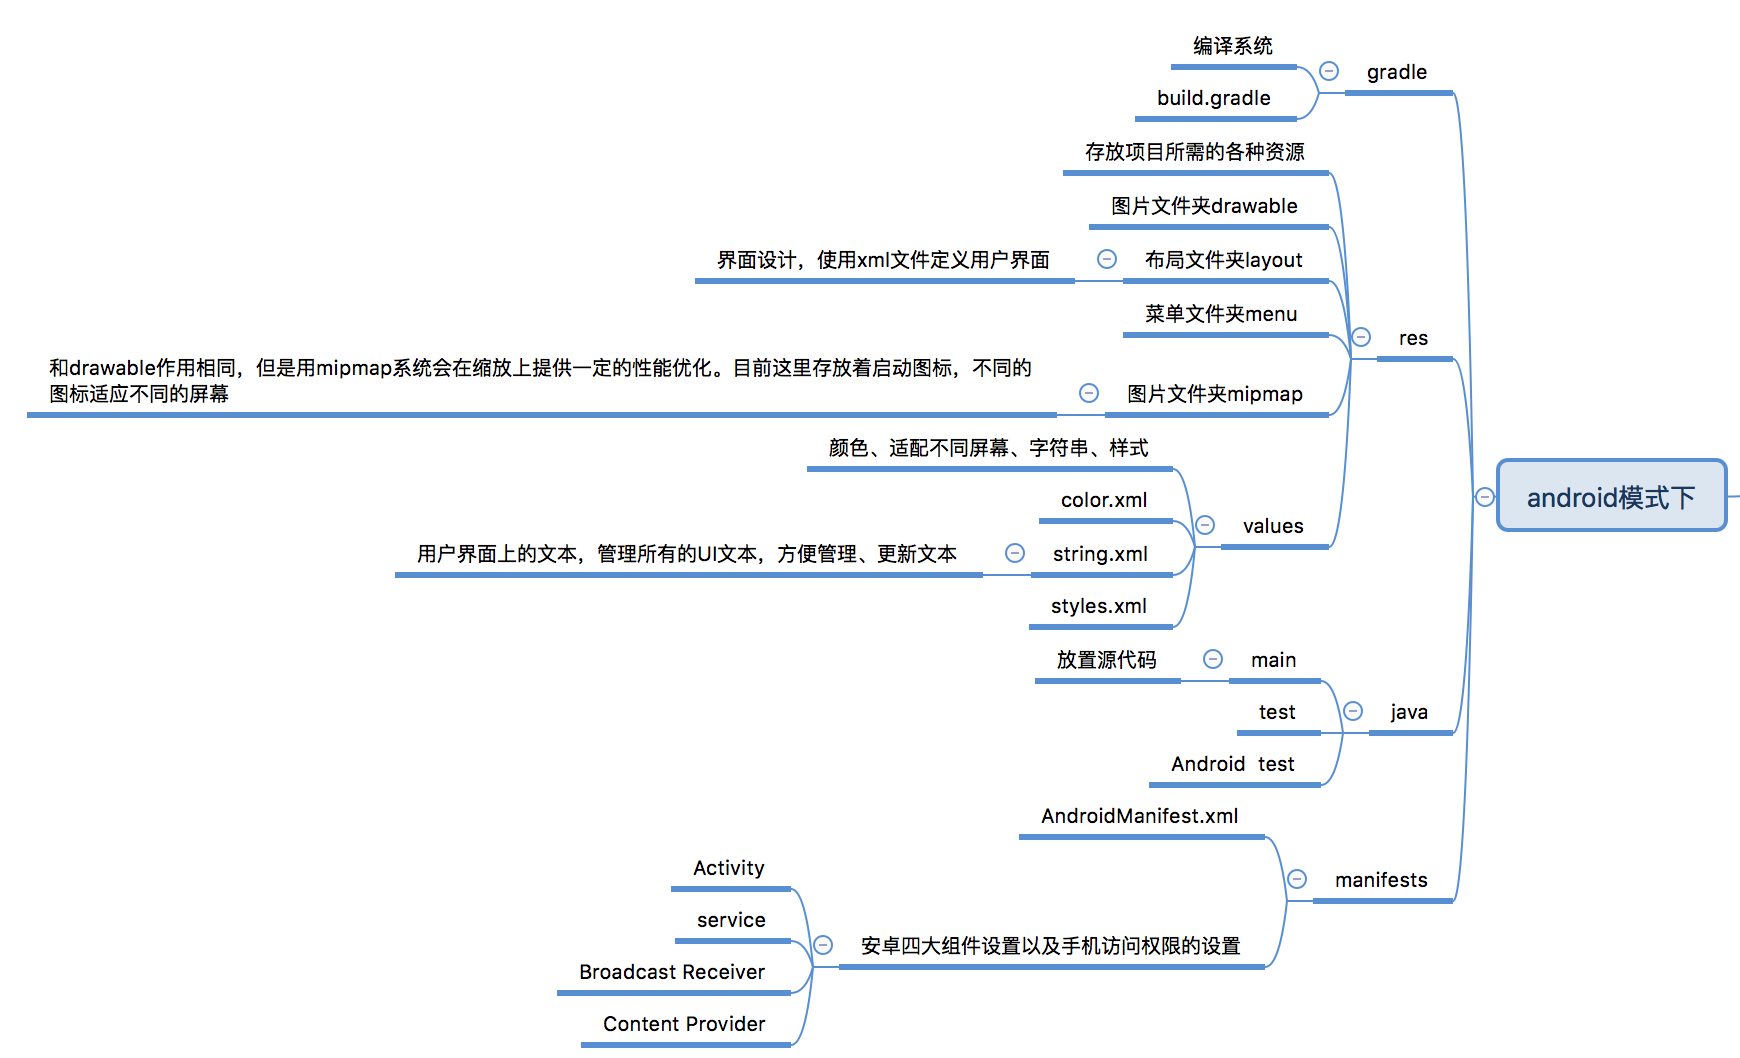 编译系统
gradle
build.gradle
存放项目所需的各种资源
图片文件夹drawable
界面设计，使用xml文件定义用户界面
布局文件夹layout
菜单文件夹menu
res
和drawable作用相同，但是用mipmap系统会在缩放上提供一定的性能优化。目前这里存放着启动图标，不同的
图标适应不同的屏幕
图片文件夹mipmap
颜色、适配不同屏幕、字符串、样式
color.xml
values
用户界面上的文本，管理所有的UI文本，方便管理、更新文本
string.xml
styles.xml
android模式下
放置源代码
main
test
java
Android  test
AndroidManifest.xml
manifests
Activity
service
安卓四大组件设置以及手机访问权限的设置
Broadcast Receiver
Content Provider